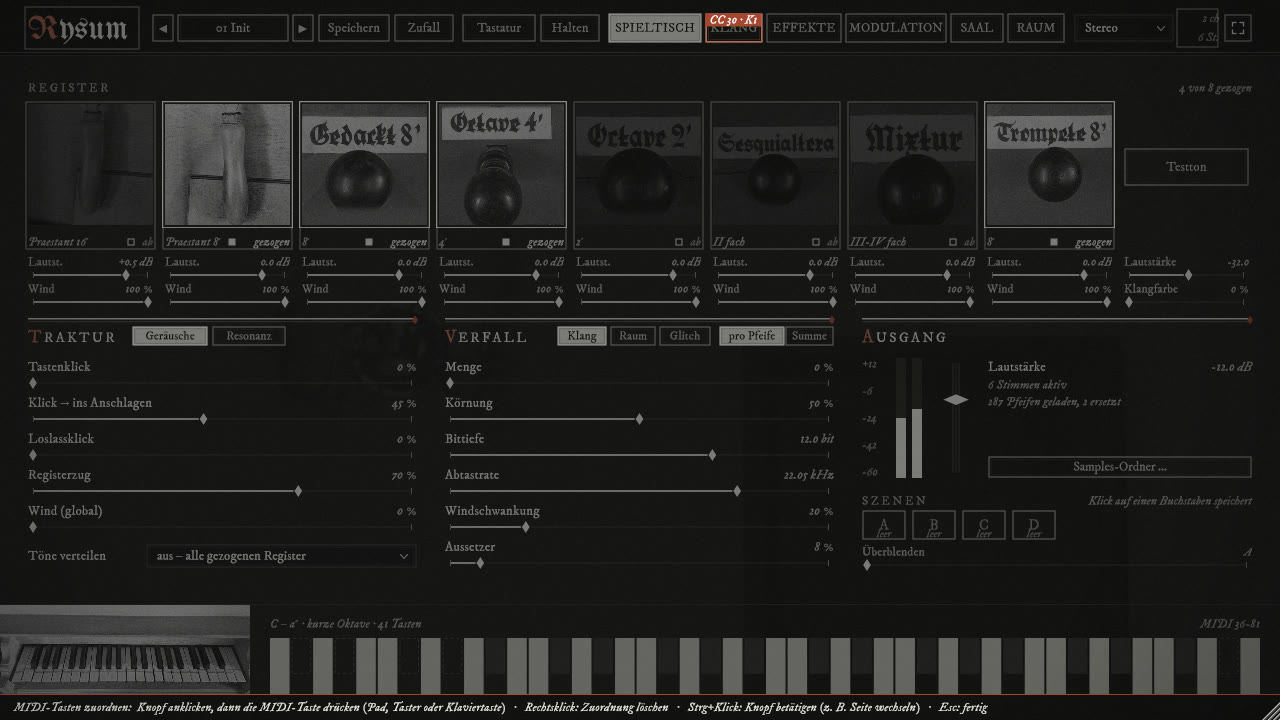 Rysum
◀ 01 Init ▶ Speichern Zufall Tastatur Halten SPIELTISCH KLANG EFFEKTE MODULATION SAAL RAUM Stereo
CC 30 · K1
3 ch
6 St.
REGISTER
4 von 8 gezogen
Gedackt 8'
Octave 4'
Octave 2'
Sesquialtera
Mixtur
Trompete 8'
Testton
Praestant 16' ab
Praestant 8' gezogen
8' gezogen
4' gezogen
2' ab
II fach ab
III-IV fach ab
8' gezogen
Lautst. +0.5 dB
Lautst. 0.0 dB
Lautst. 0.0 dB
Lautst. 0.0 dB
Lautst. 0.0 dB
Lautst. 0.0 dB
Lautst. 0.0 dB
Lautst. 0.0 dB
Lautstärke -32.0
Wind 100 %
Wind 100 %
Wind 100 %
Wind 100 %
Wind 100 %
Wind 100 %
Wind 100 %
Wind 100 %
Klangfarbe 0 %
TRAKTUR Geräusche Resonanz
Tastenklick 0 %
Klick → ins Anschlagen 45 %
Loslassklick 0 %
Registerzug 70 %
Wind (global) 0 %
Töne verteilen aus – alle gezogenen Register
VERFALL Klang Raum Glitch pro Pfeife Summe
Menge 0 %
Körnung 50 %
Bittiefe 12.0 bit
Abtastrate 22.05 kHz
Windschwankung 20 %
Aussetzer 8 %
AUSGANG
+12
-6
-24
-42
-60
Lautstärke -12.0 dB
6 Stimmen aktiv
187 Pfeifen geladen, 2 ersetzt
Samples-Ordner ...
SZENEN Klick auf einen Buchstaben speichert
A B C D
leer leer leer leer
Überblenden A
C – a″ · kurze Oktave · 41 Tasten
MIDI 36-81
MIDI-Tasten zuordnen: Knopf anklicken, dann die MIDI-Taste drücken (Pad, Taster oder Klaviertaste) · Rechtsklick: Zuordnung löschen · Strg+Klick: Knopf betätigen (z. B. Seite wechseln) · Esc: fertig